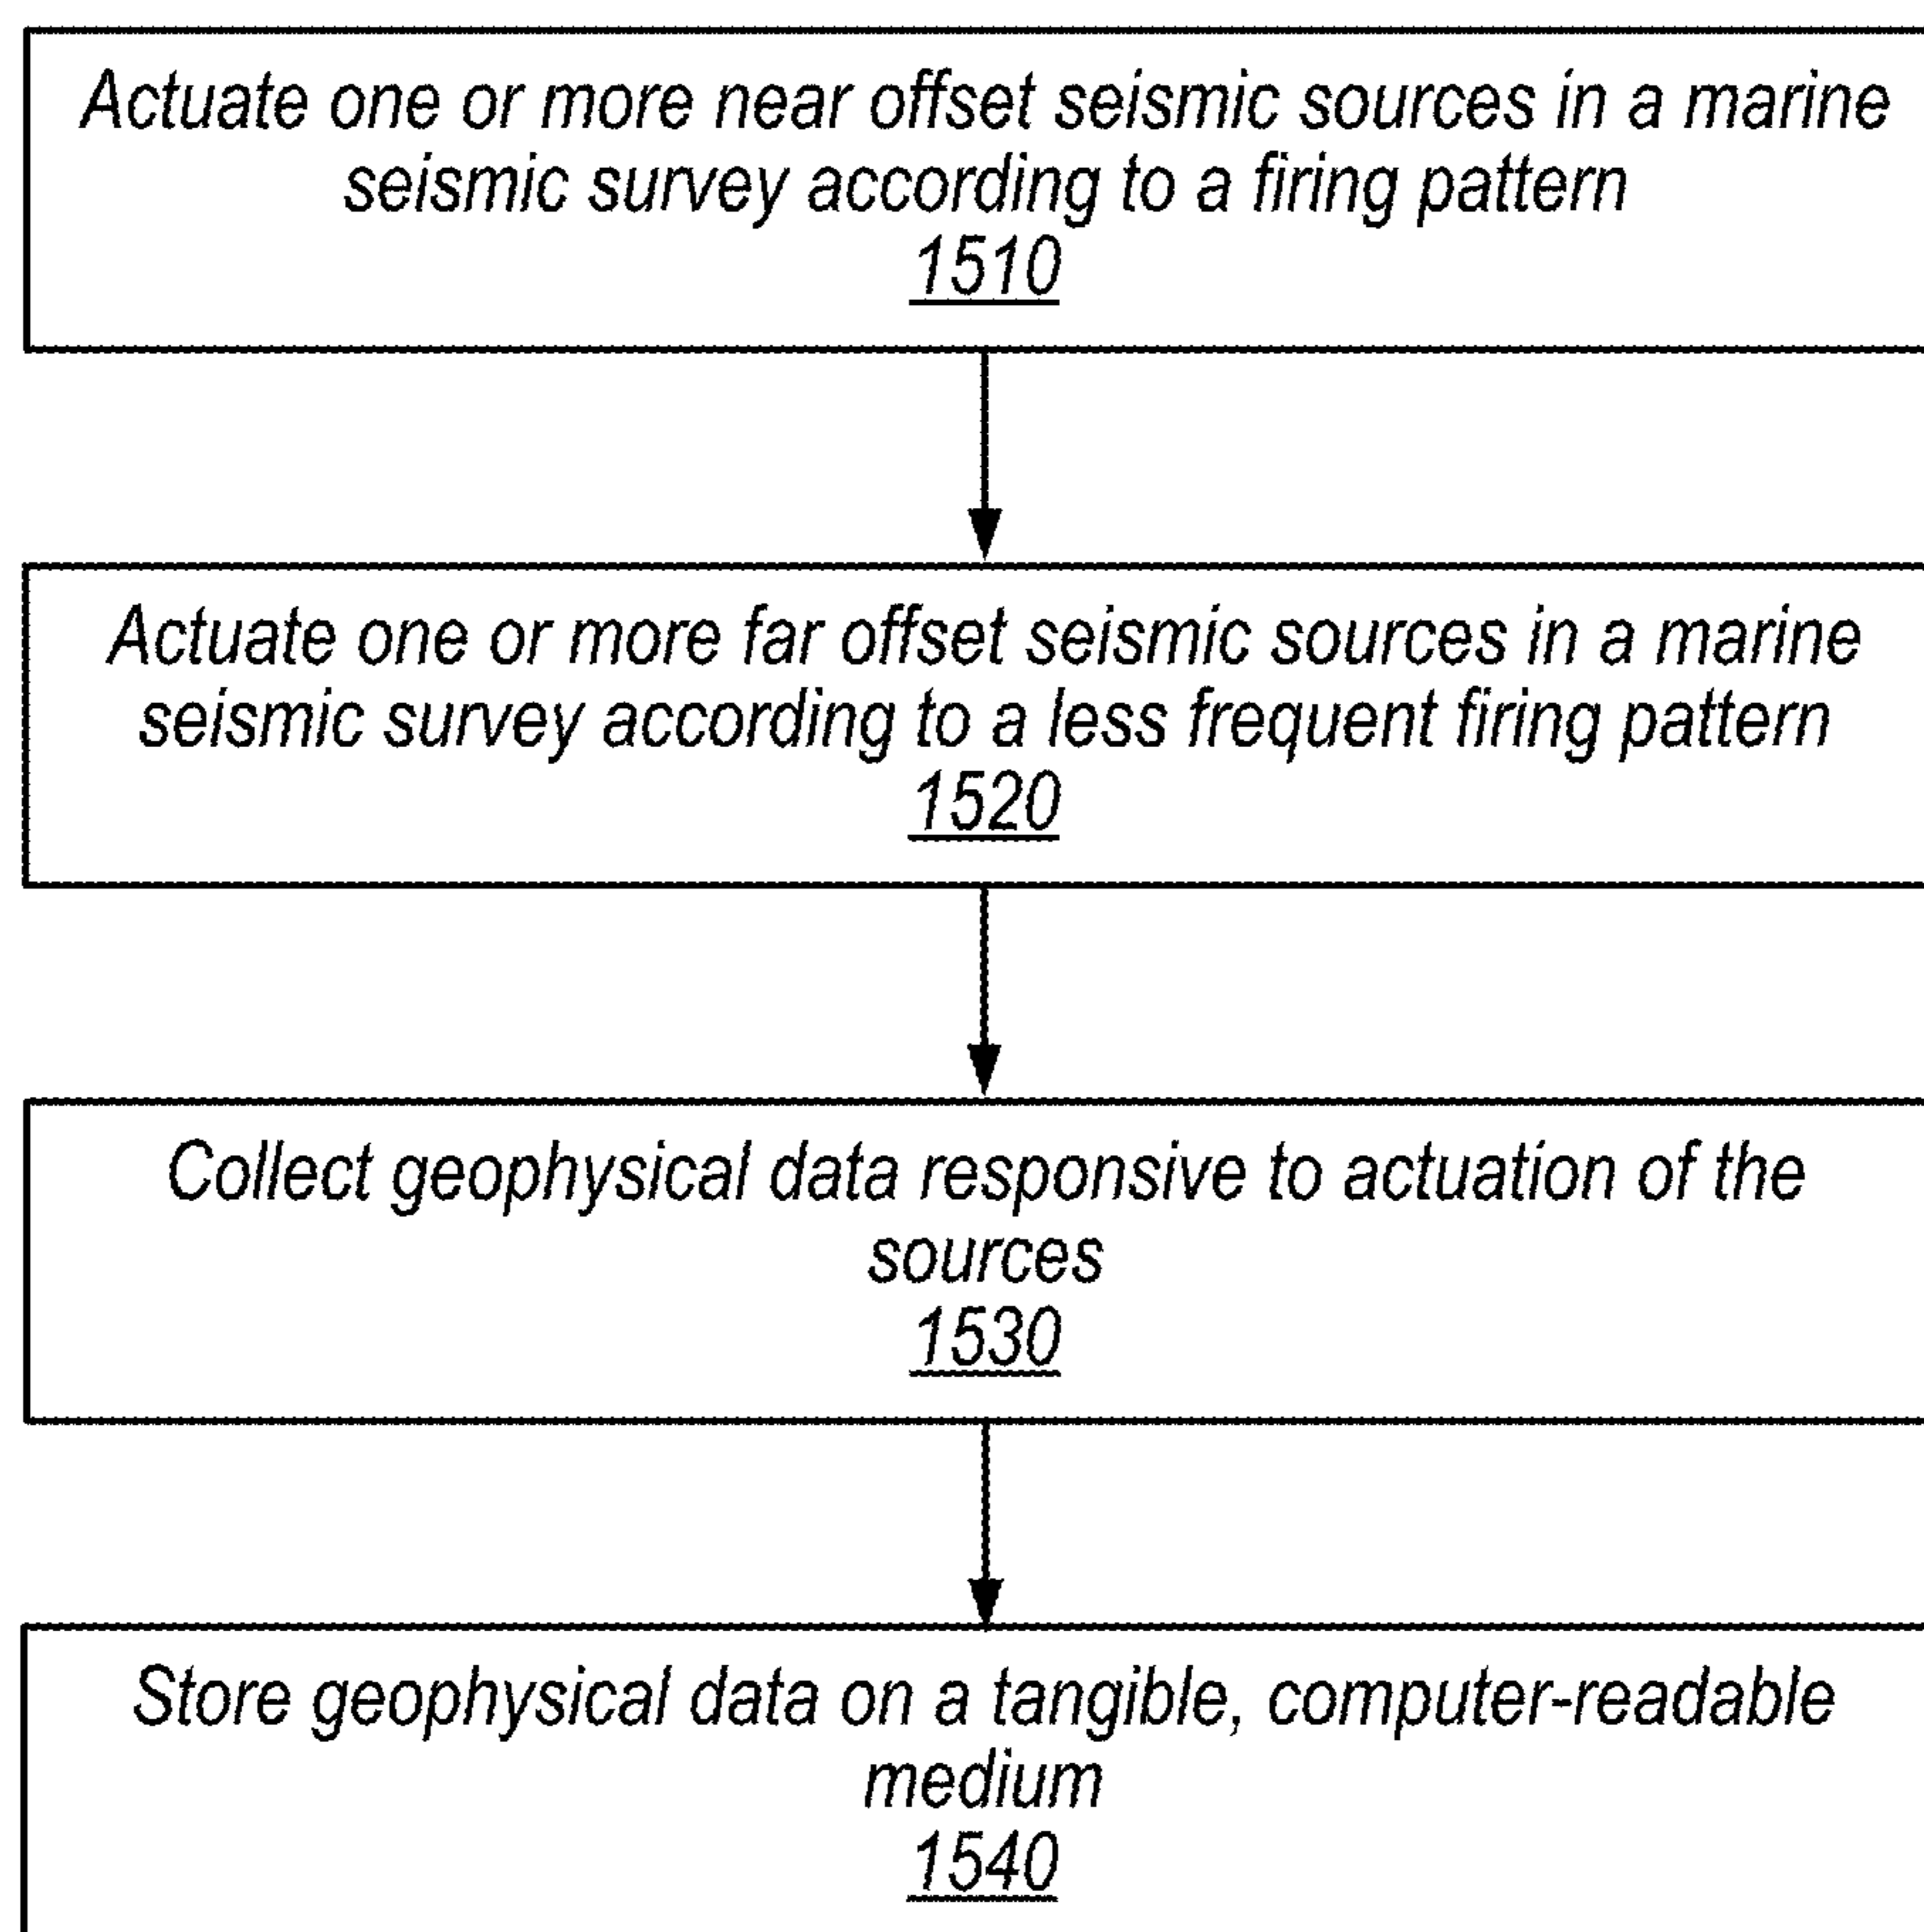 Actuate one or more near offset seismic sources in a marine
seismic survey according to a firing pattern
1510
Actuate one or more far offset seismic sources in a marine
seismic survey according to a less frequent firing pattern
1520
Collect geophysical data responsive to actuation of the
sources
1530
Store geophysical data on a tangible, computer-readable
medium
1540